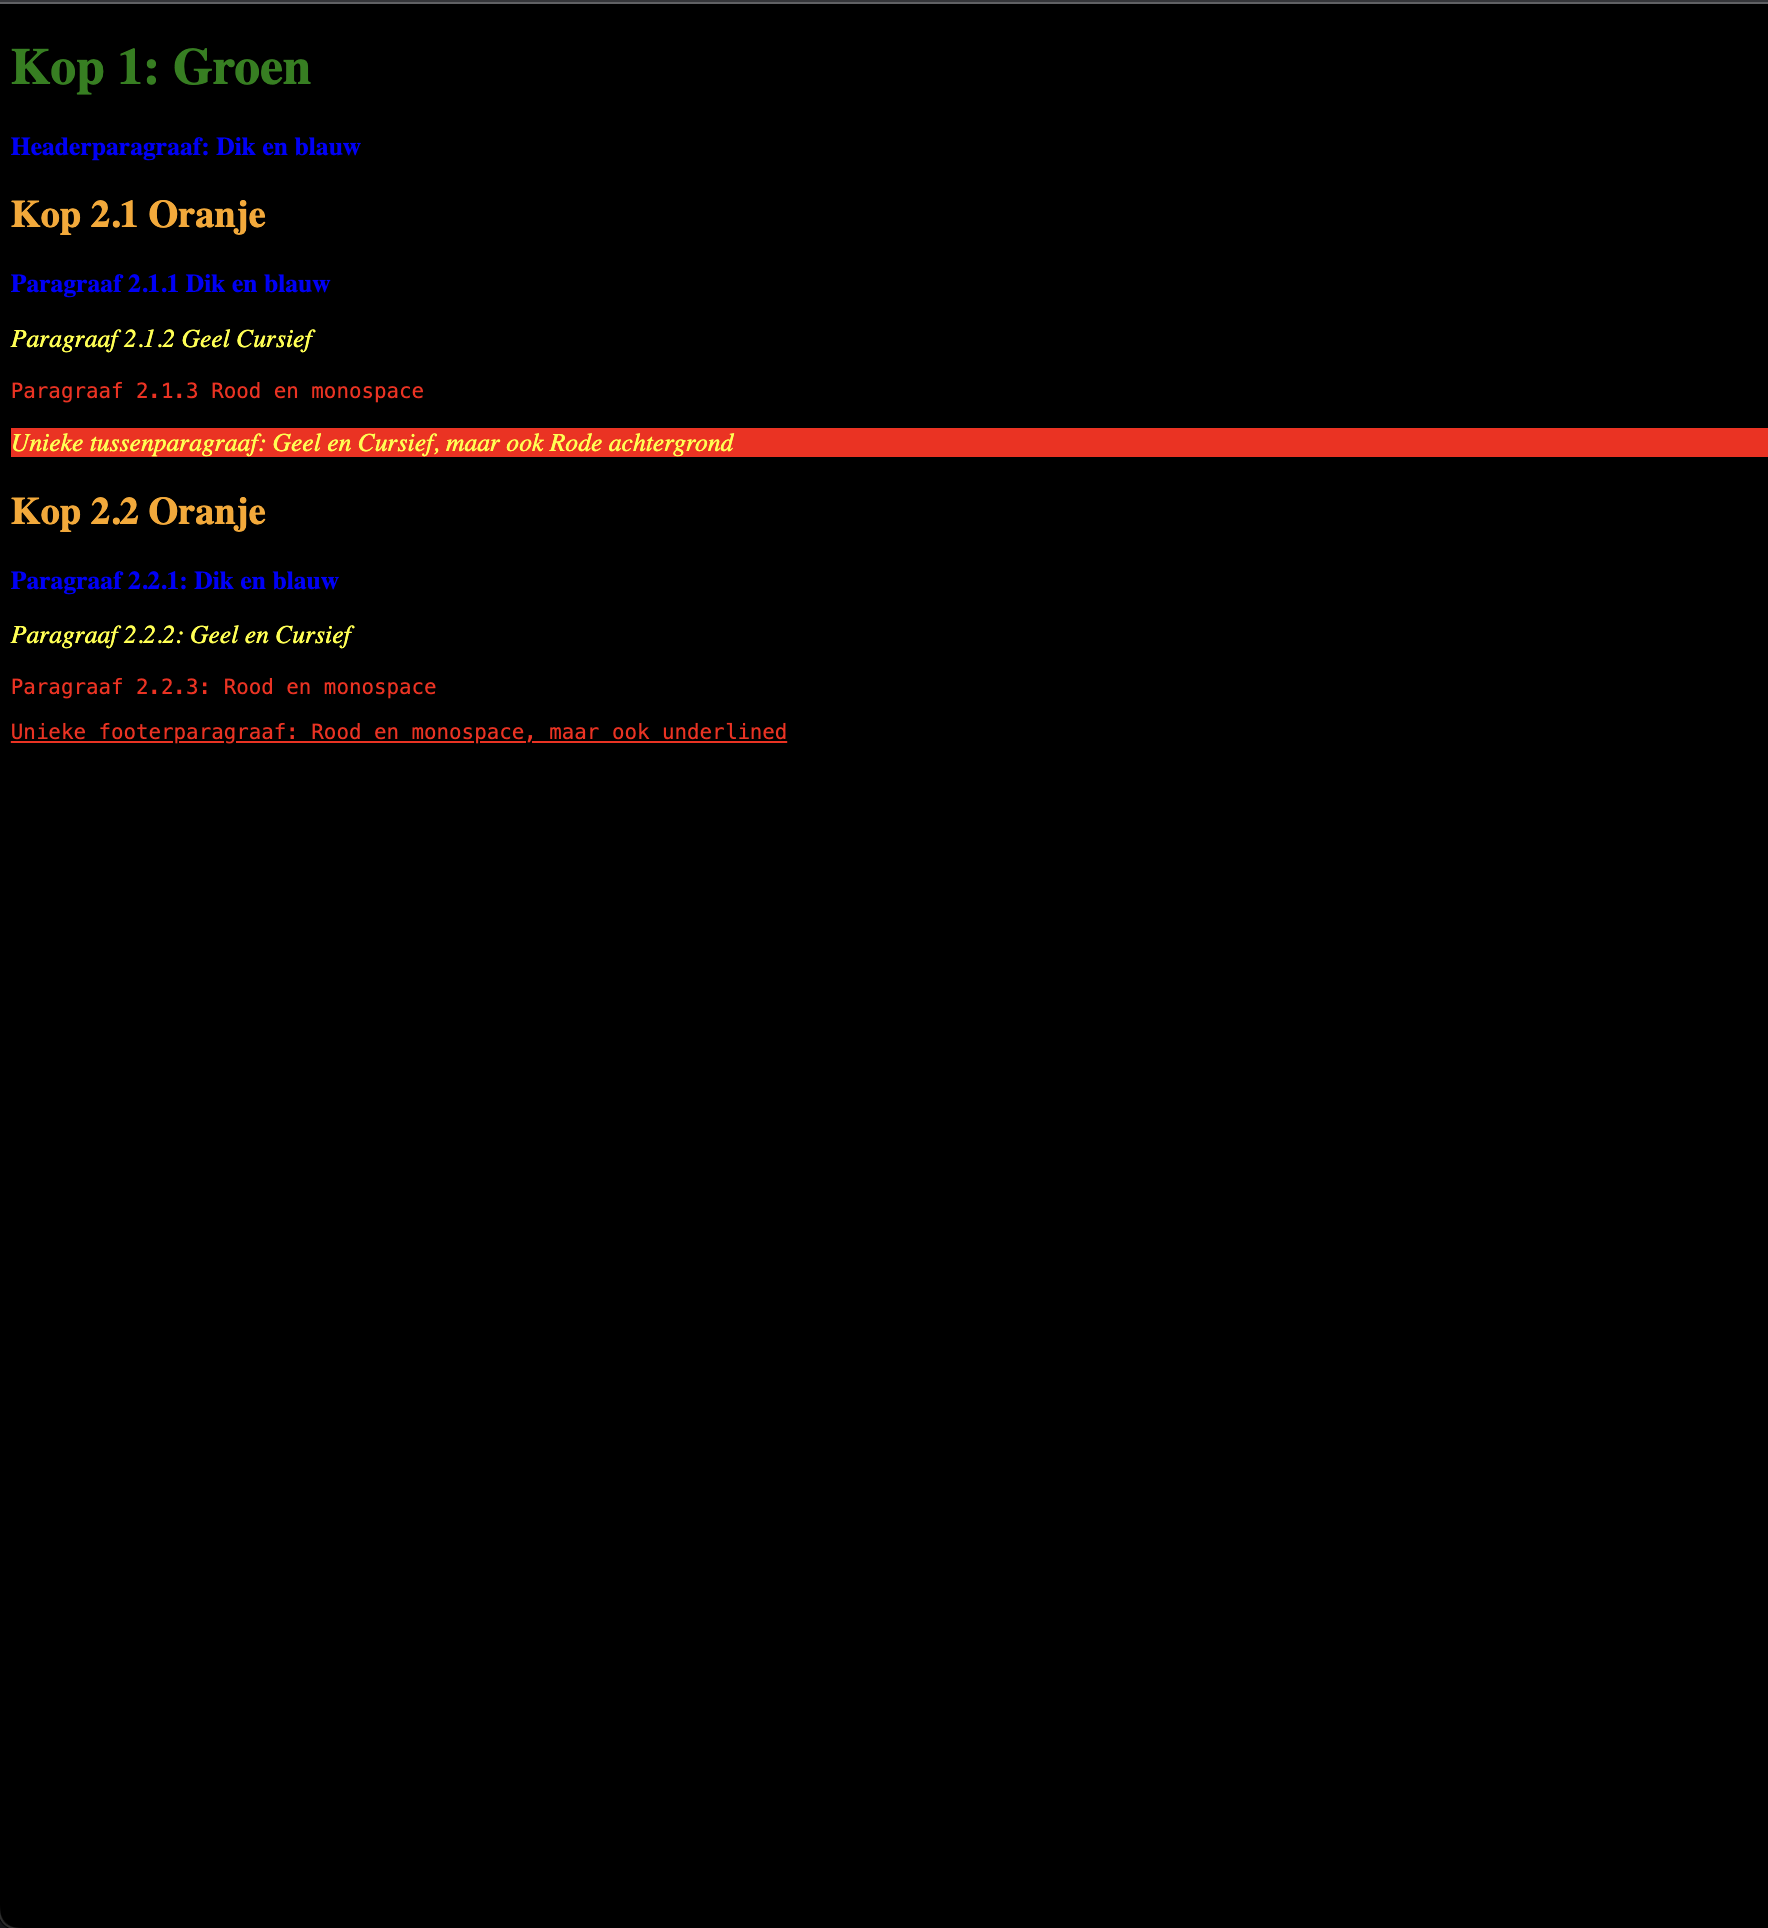 Kop 1: Groen
Headerparagraaf: Dik en blauw
Kop 2.1 Oranje
Paragraaf 2.1.1 Dik en blauw
Paragraaf 2.1.2 Geel Cursief
Paragraaf 2.1.3 Rood en monospace
Unieke tussenparagraaf: Geel en Cursief, maar ook Rode achtergrond
Kop 2.2 Oranje
Paragraaf 2.2.1: Dik en blauw
Paragraaf 2.2.2: Geel en Cursief
Paragraaf 2.2.3: Rood en monospace
Unieke footerparagraaf: Rood en monospace, maar ook underlined